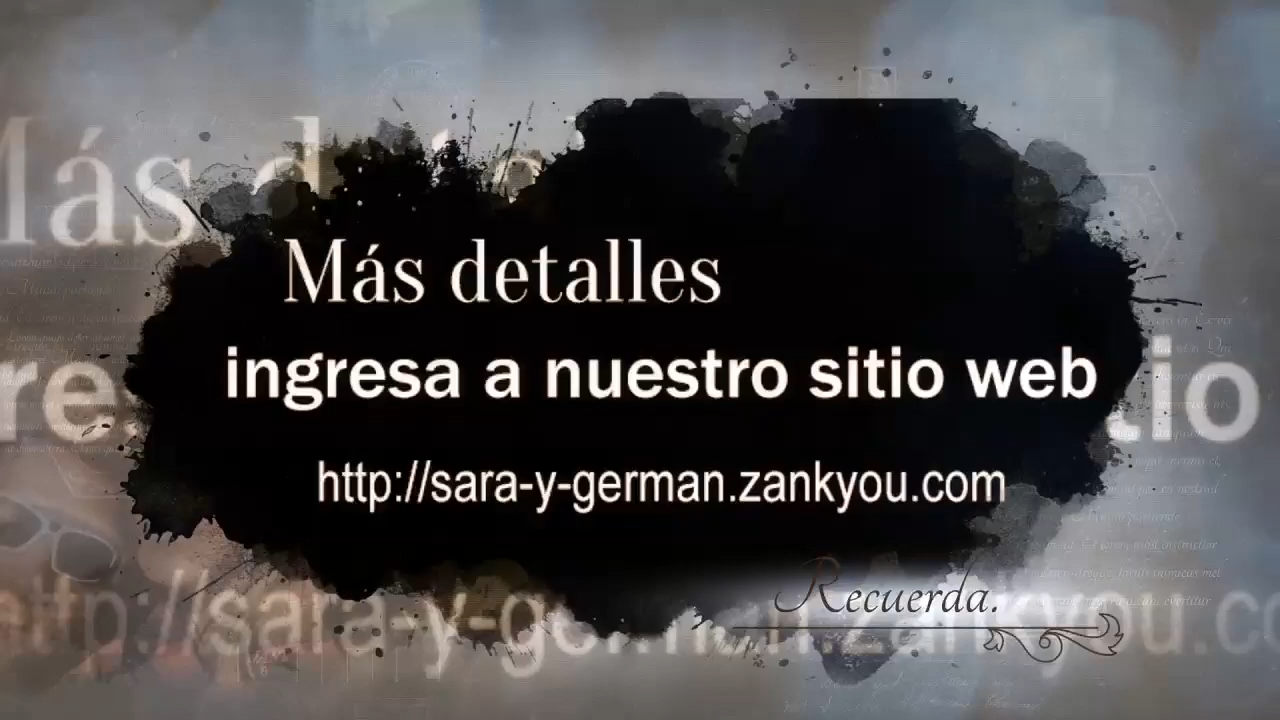 Más detalles
ingresa a nuestro sitio web
http://sara-y-german.zankyou.com
Recuerda.